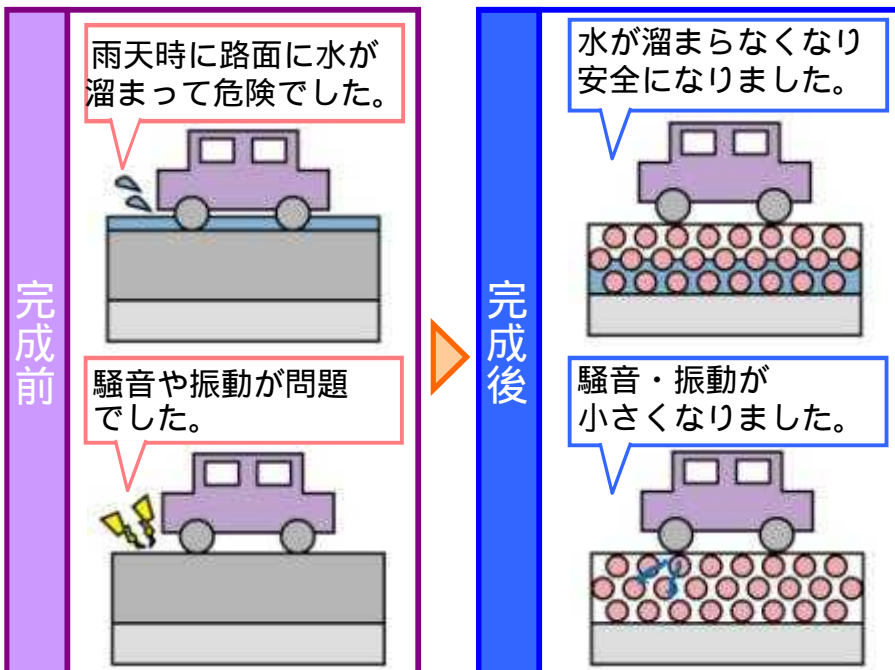 完成前
雨天時に路面に水が
溜まって危険でした。
騒音や振動が問題
でした。
完成後
水が溜まらなくなり
安全になりました。
騒音・振動が
小さくなりました。